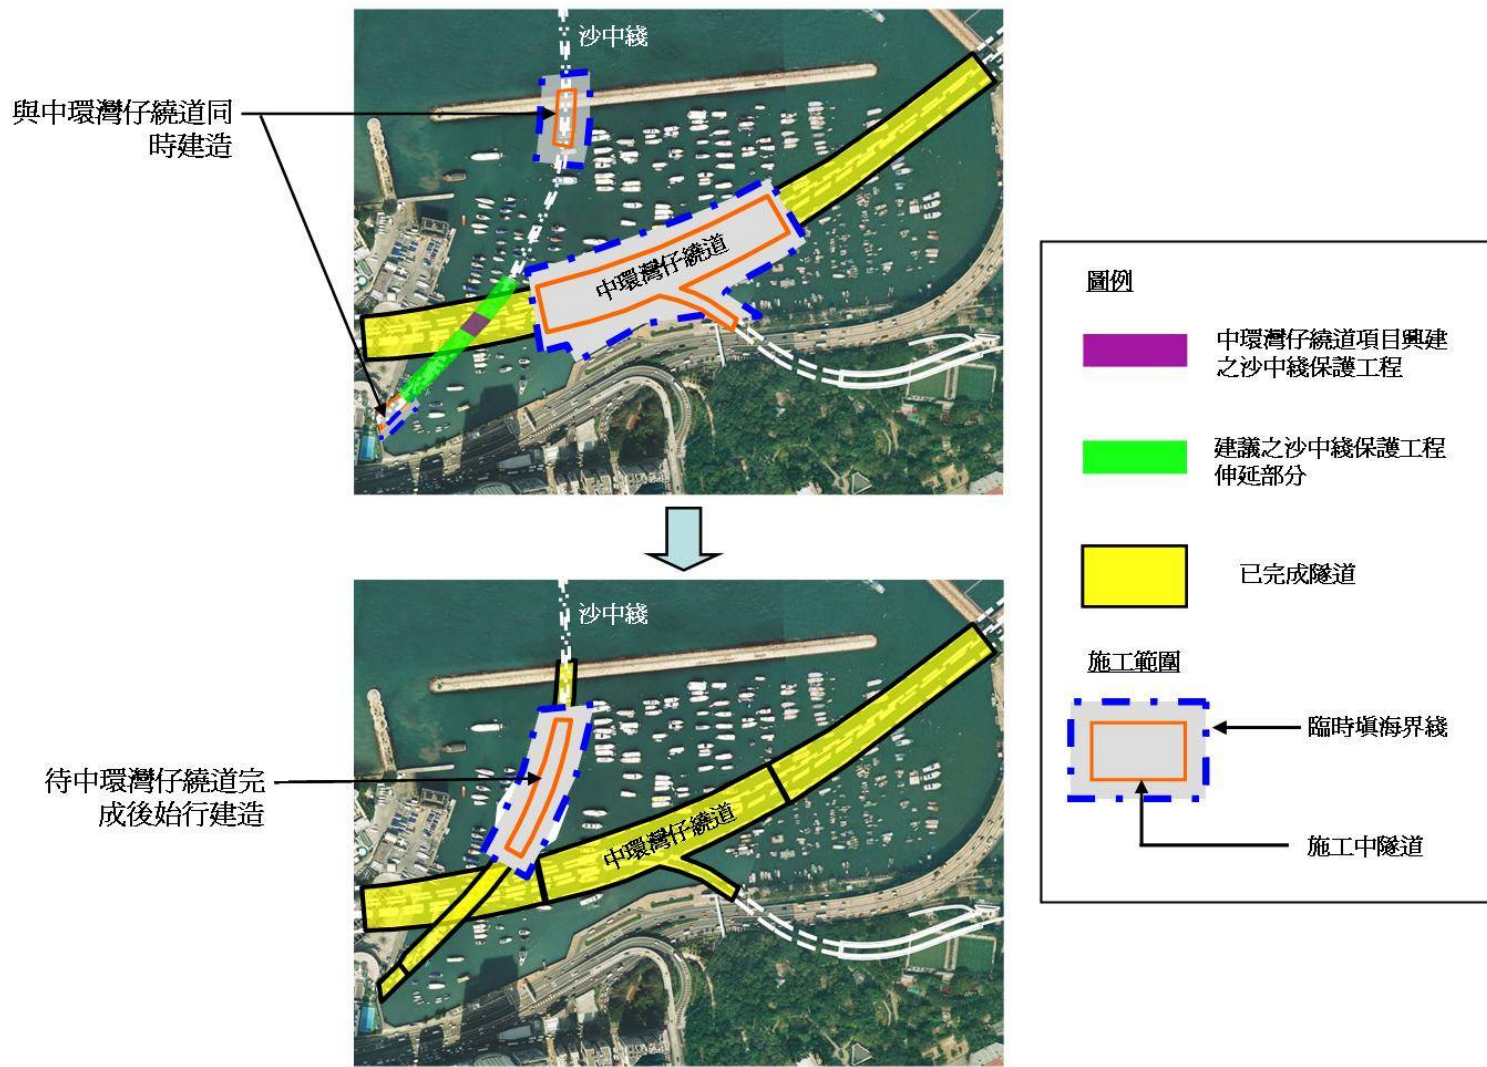 沙中綫
與中環灣仔繞道同
時建造
中環灣仔繞道
沙中綫
待中環灣仔繞道完
成後始行建造
中環灣仔繞道
圖例
中環灣仔繞道項目興建
之沙中綫保護工程
建議之沙中綫保護工程
伸延部分
已完成隧道
施工範圍
臨時填海界綫
施工中隧道